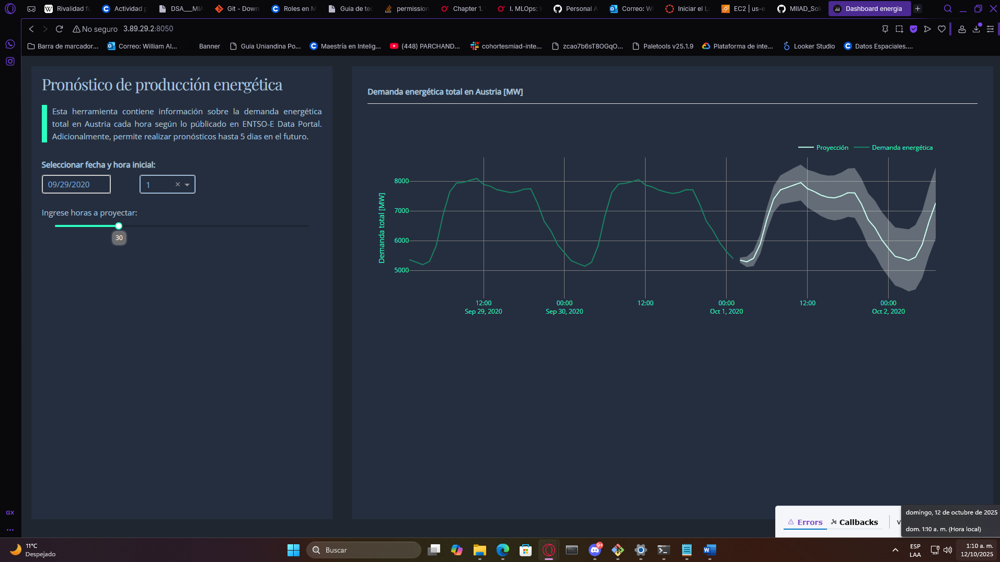 Rivalidad fu
Actividad p
DSA___MIA
Git - Down
Roles en M
Guia de tec
permission
Chapter 1.
I. MLOps: W
Personal A
Correo: Wi
Iniciar el La
EC2 | us-e
MIIAD_Solu
Dashboard energia
No seguro
3.89.29.2:8050
Barra de marcador...
Correo: William Al...
Banner
Guia Uniandina Po...
Maestría en Intelig...
(448) PARCHAND...
cohortesmiad-inte...
zcao7b6sT8OGqO...
Paletools v25.1.9
Plataforma de inte...
Looker Studio
Datos Espaciales....
Pronóstico de producción energética
Esta herramienta contiene información sobre la demanda energética
total en Austria cada hora según lo públicado en ENTSO-E Data Portal.
Adicionalmente, permite realizar pronósticos hasta 5 dias en el futuro.
Seleccionar fecha y hora inicial:
09/29/2020
1
Ingrese horas a proyectar:
30
Demanda energética total en Austria [MW]
Proyección
Demanda energética
Demanda total [MW]
8000
7000
6000
5000
12:00
Sep 29, 2020
00:00
Sep 30, 2020
12:00
00:00
Oct 1, 2020
12:00
00:00
Oct 2, 2020
GX
Errors
Callbacks
v
domingo, 12 de octubre de 2025
dom. 1:10 a. m. (Hora local)
11°C
Despejado
Buscar
9+
ESP
LAA
1:10 a. m.
12/10/2025